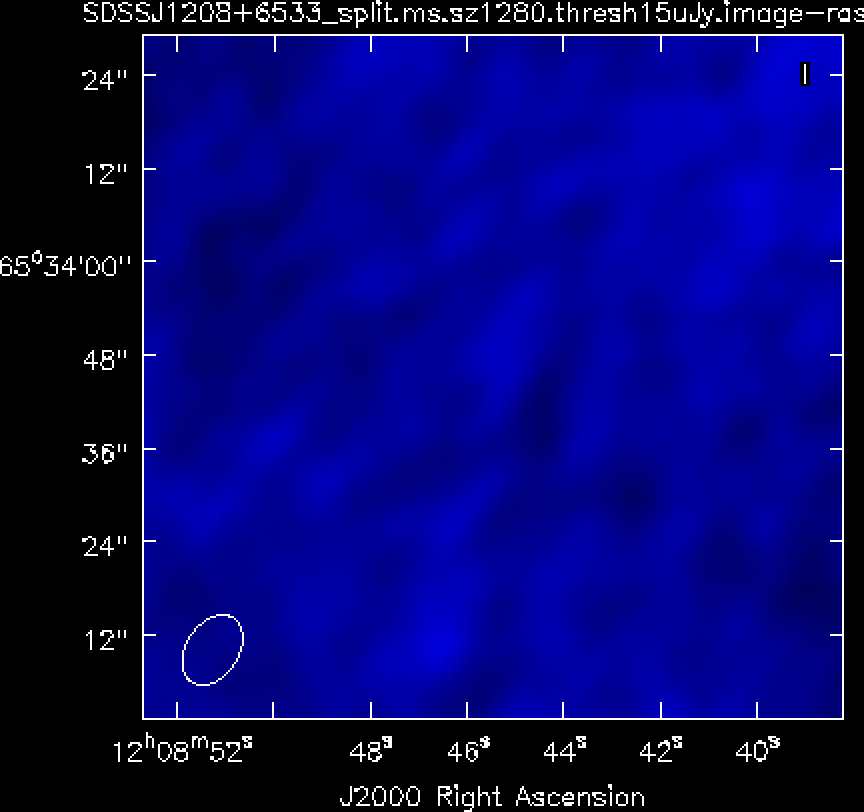 SDSSJ1208+6533_split.ms.sz1280.thresh15uJy.image-ras
I
24"
12"
65°34'00"
48"
36"
24"
12"
12ʰ08ᵐ52ˢ 48ˢ 46ˢ 44ˢ 42ˢ 40ˢ
J2000 Right Ascension